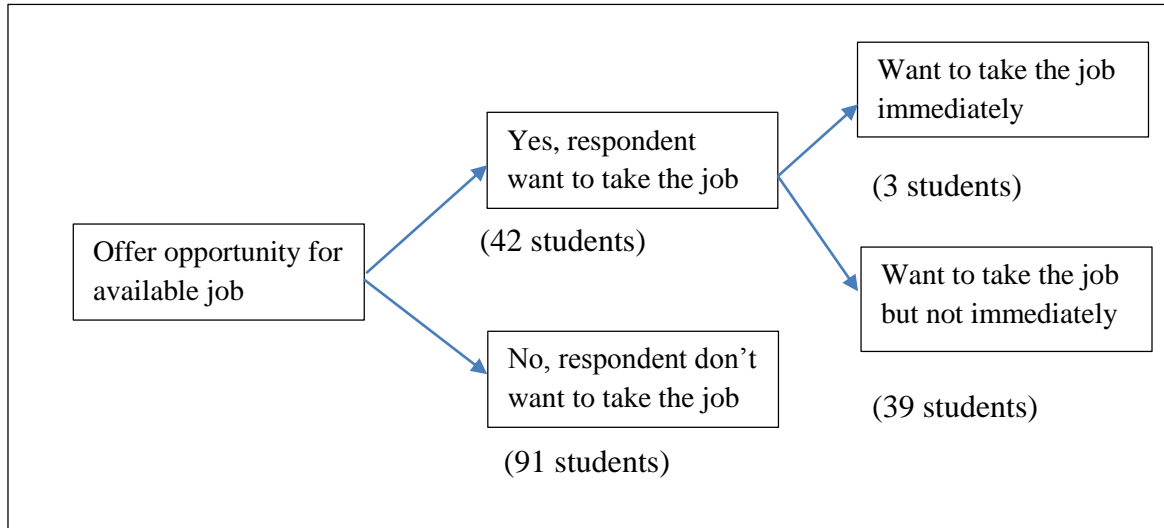 Offer opportunity for
available job
Yes, respondent
want to take the job
(42 students)
No, respondent don’t
want to take the job
(91 students)
Want to take the job
immediately
(3 students)
Want to take the job
but not immediately
(39 students)